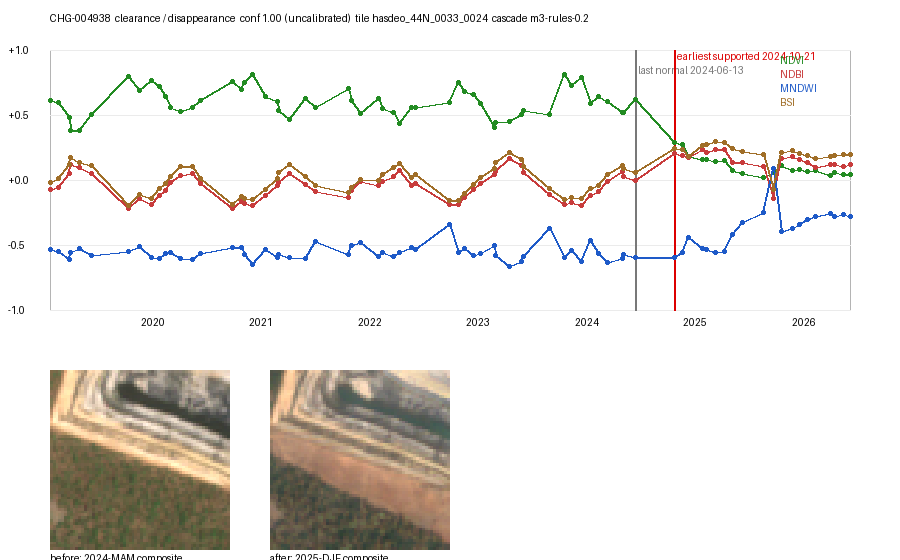 CHG-004938 clearance / disappearance conf 1.00 (uncalibrated) tile hasdeo_44N_0033_0024 cascade m3-rules-0.2
+1.0
earliest supported 2024-10-21
NDVI
last normal 2024-06-13
NDBI
MNDWI
BSI
+0.5
+0.0
-0.5
-1.0
2020 2021 2022 2023 2024 2025 2026
before: 2024-MAM composite after: 2025-DJF composite